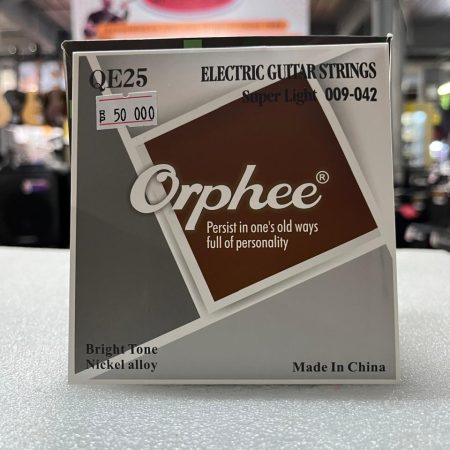 QE25
ELECTRIC GUITAR STRINGS
Super Light 009-042
฿ 50 000
Orphee®
Persist in one's old ways
full of personality
Bright Tone
Nickel alloy
Made In China